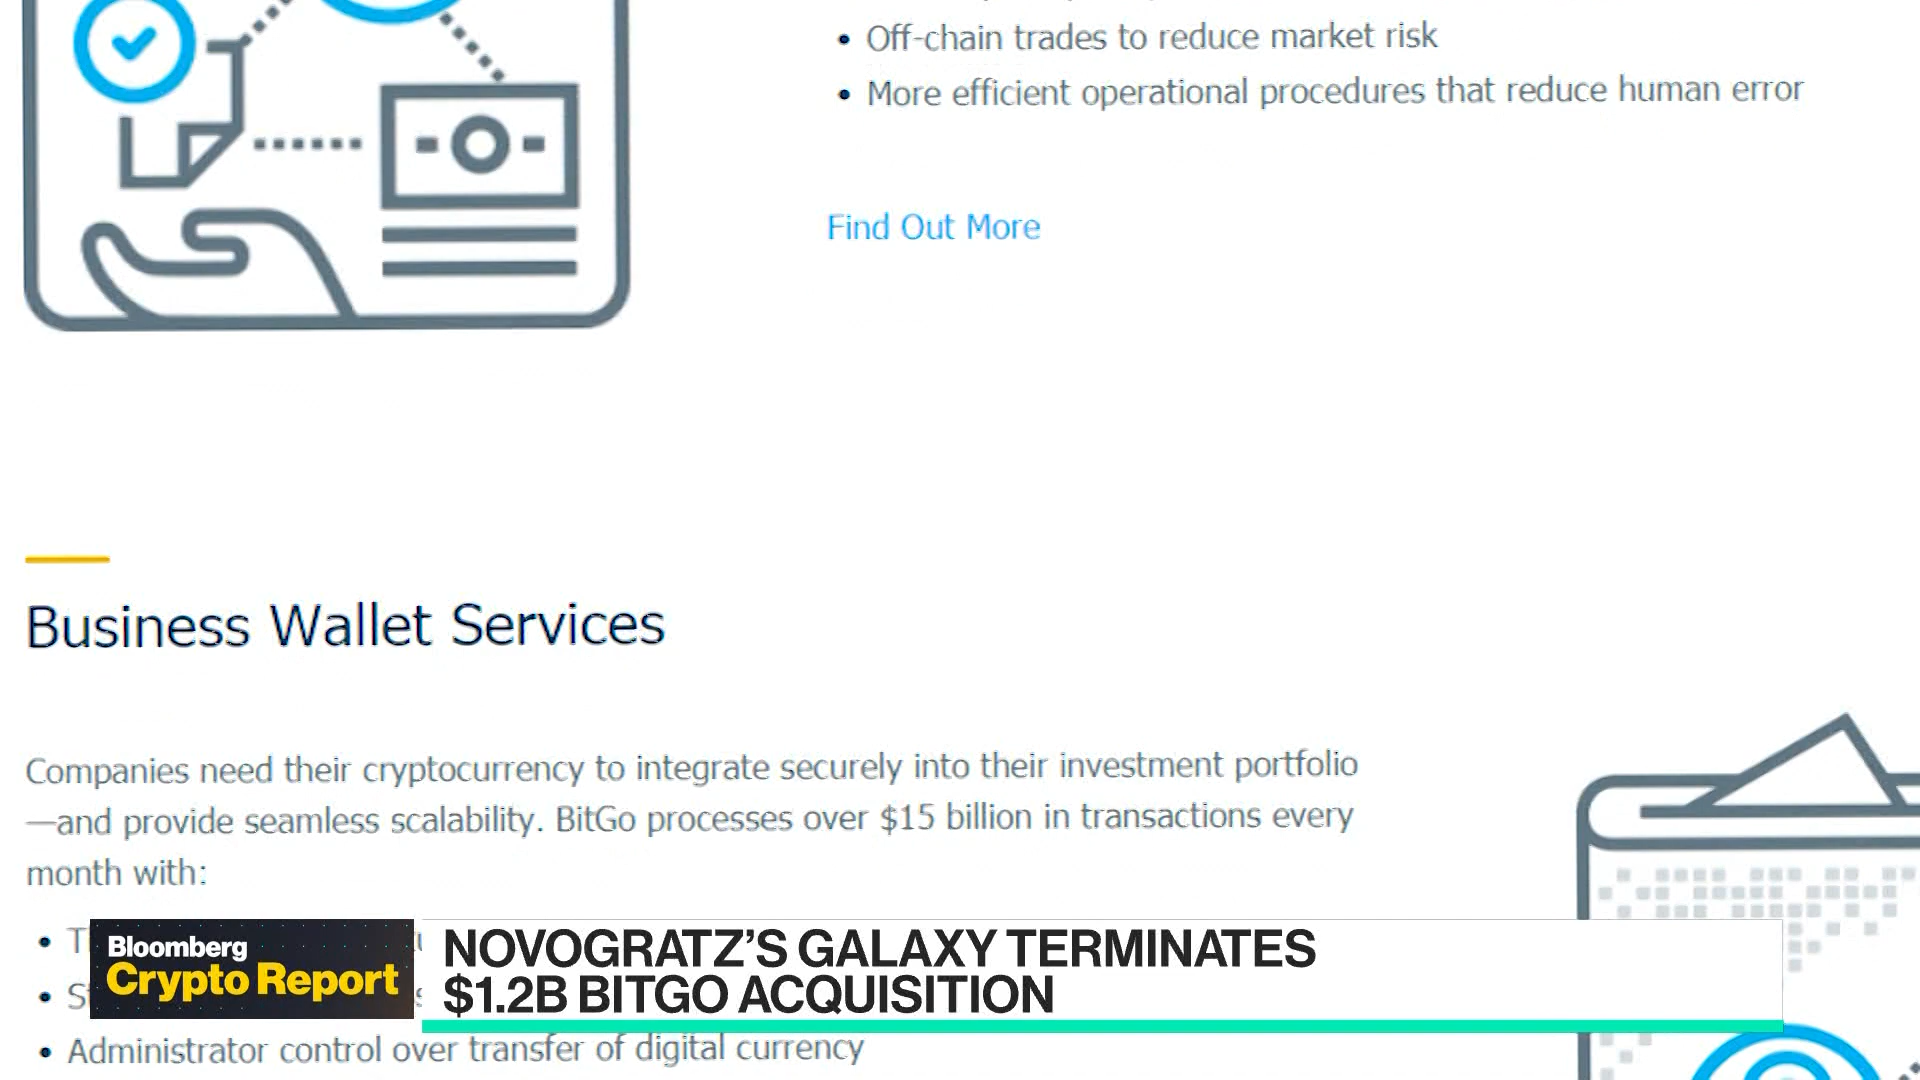 • Off-chain trades to reduce market risk
• More efficient operational procedures that reduce human error
Find Out More
Business Wallet Services
Companies need their cryptocurrency to integrate securely into their investment portfolio
—and provide seamless scalability. BitGo processes over $15 billion in transactions every
month with:
Bloomberg
Crypto Report
NOVOGRATZ'S GALAXY TERMINATES
$1.2B BITGO ACQUISITION
• Administrator control over transfer of digital currency